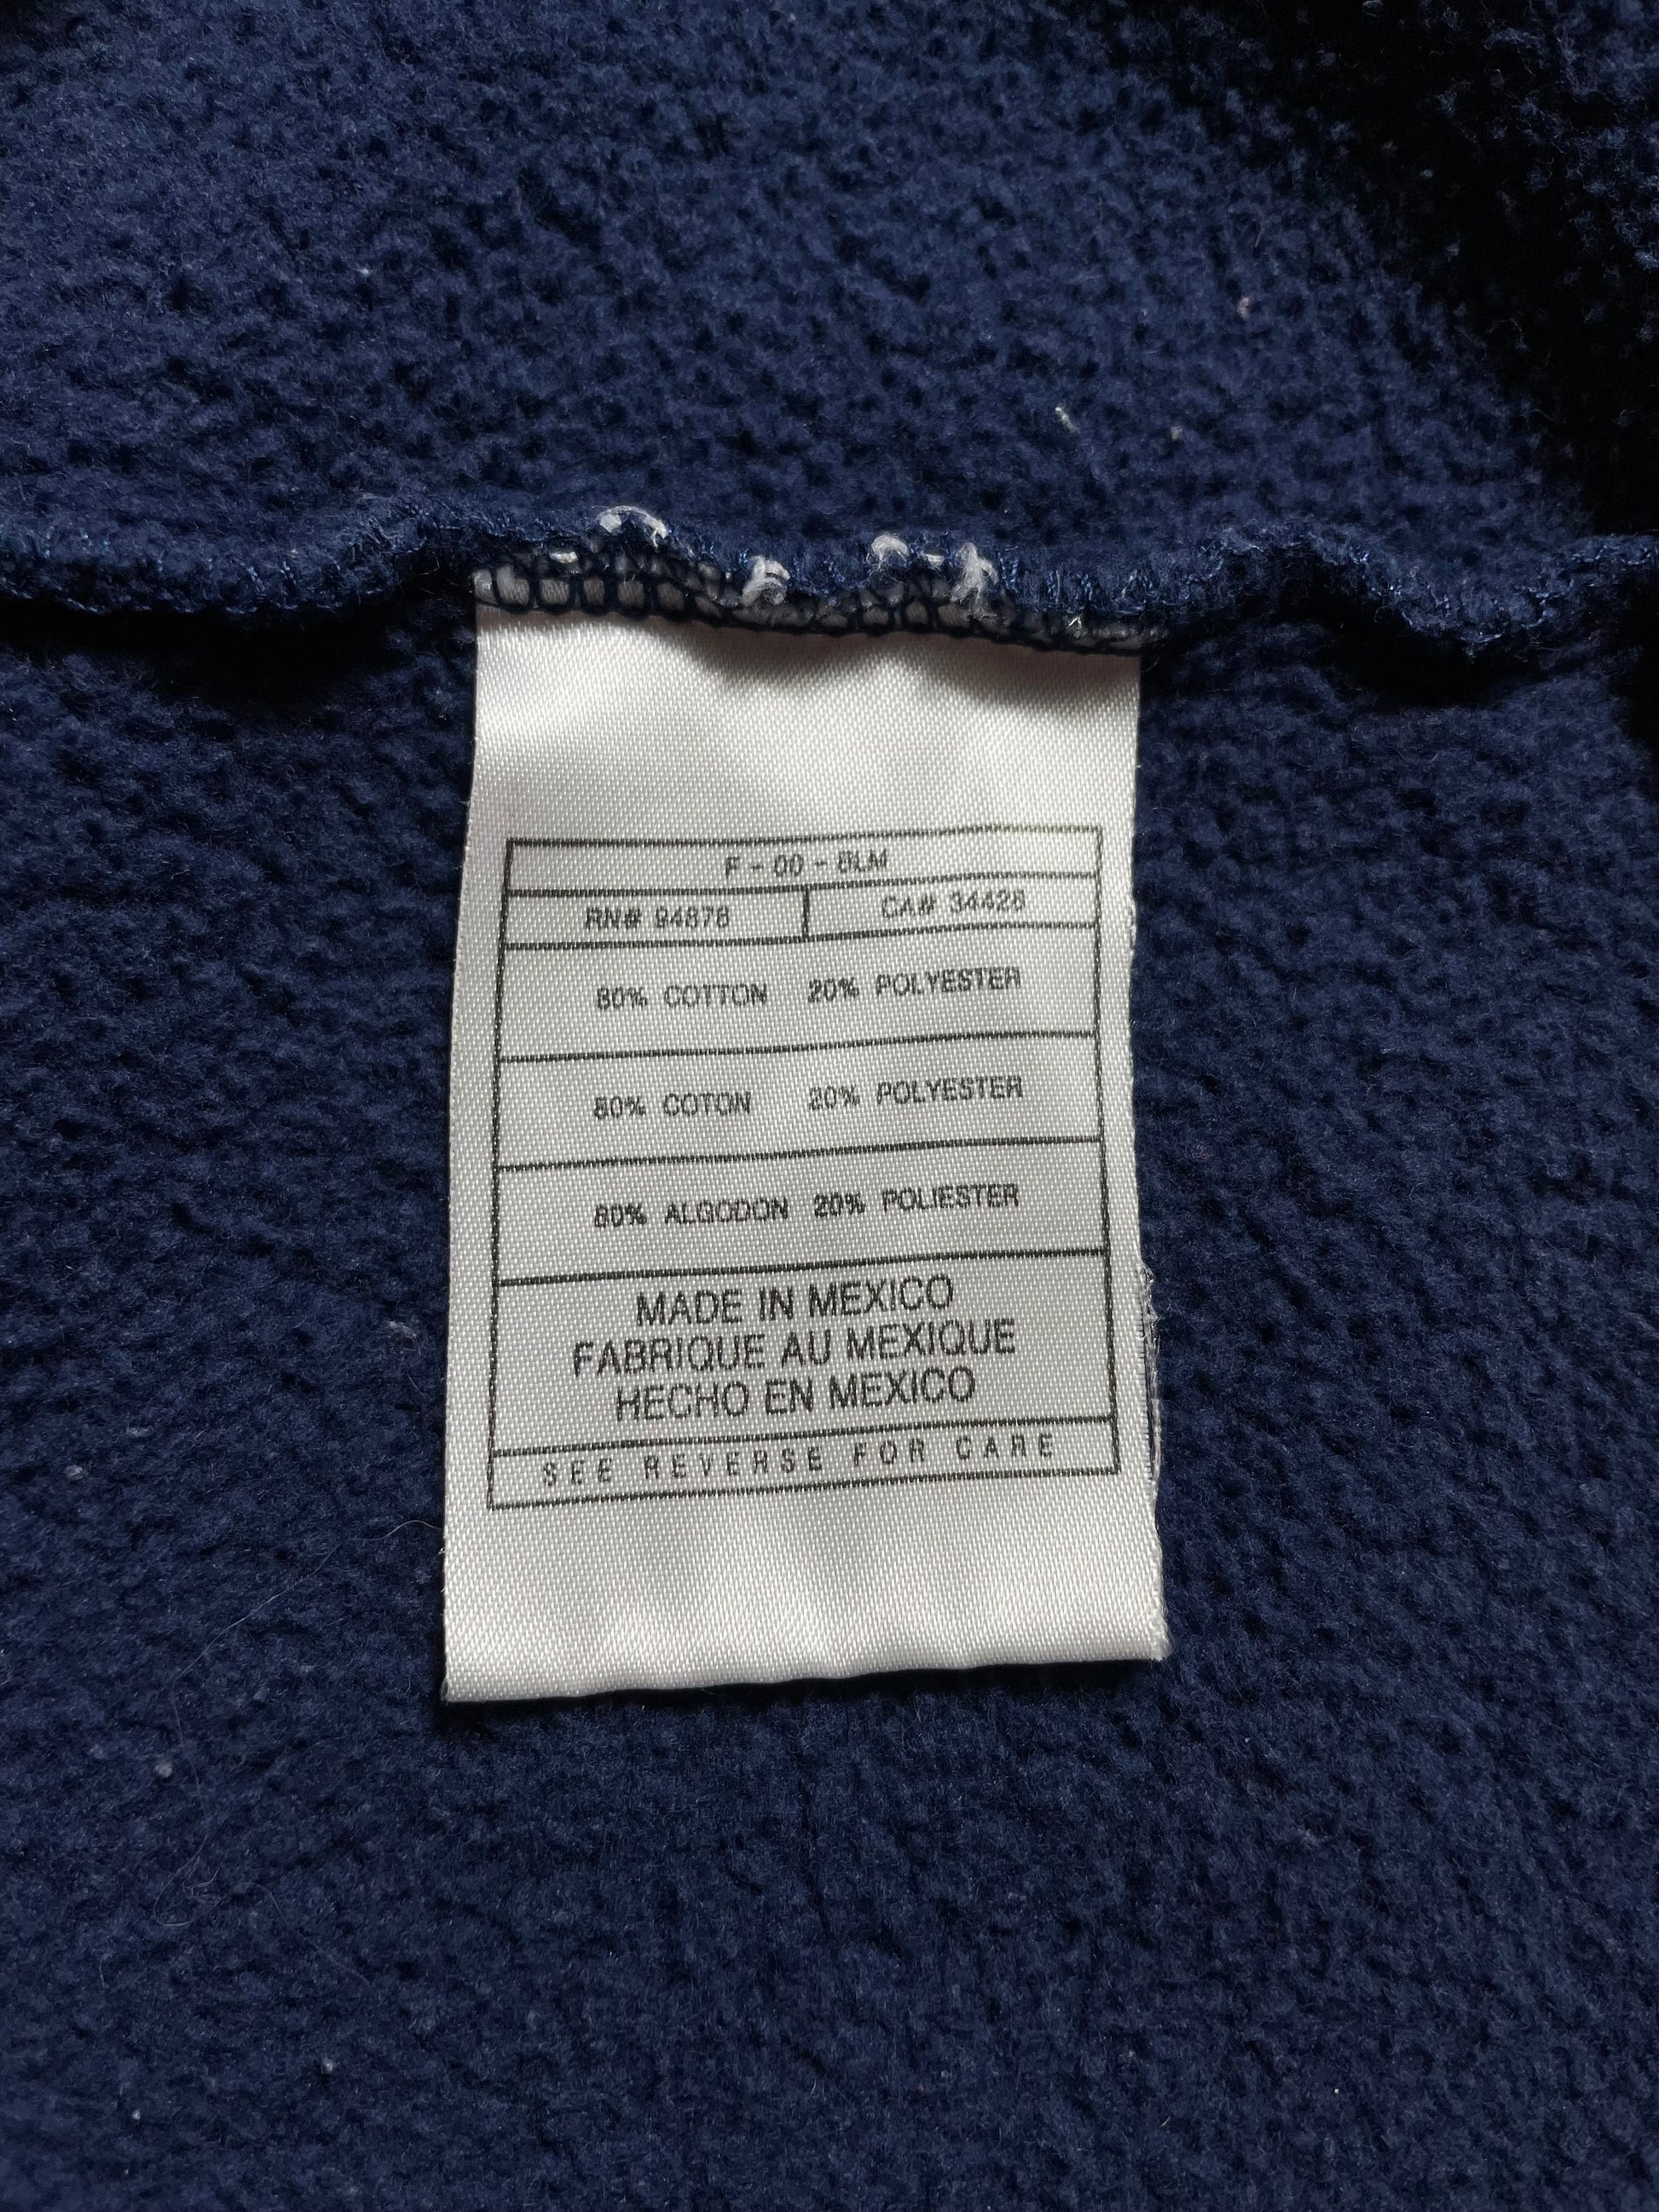 F - 00 - BLM
RN# 94878 CA# 34428
80% COTTON 20% POLYESTER
80% COTON 20% POLYESTER
80% ALGODON 20% POLIESTER
MADE IN MEXICO
FABRIQUE AU MEXIQUE
HECHO EN MEXICO
SEE REVERSE FOR CARE